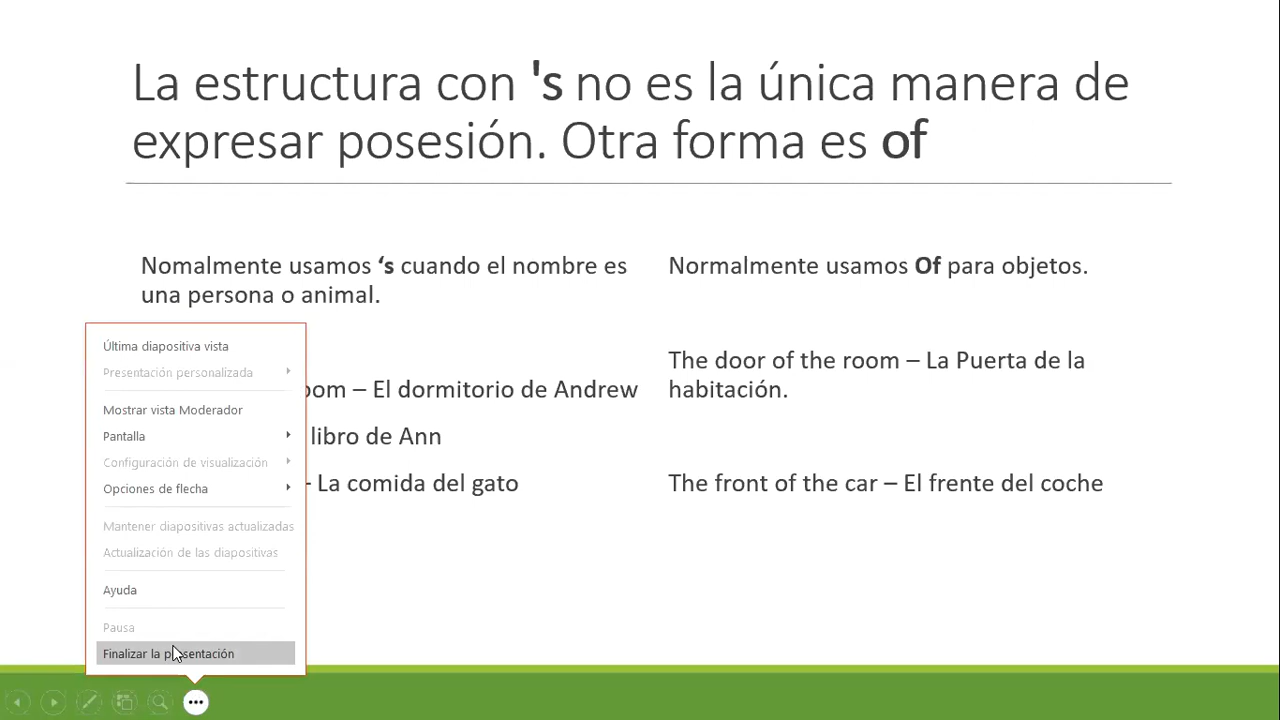 La estructura con 's no es la única manera de
expresar posesión. Otra forma es of
Nomalmente usamos ‘s cuando el nombre es
una persona o animal.
oom – El dormitorio de Andrew
libro de Ann
- La comida del gato
Normalmente usamos Of para objetos.
The door of the room – La Puerta de la
habitación.
The front of the car – El frente del coche
Última diapositiva vista
Presentación personalizada
Mostrar vista Moderador
Pantalla
Configuración de visualización
Opciones de flecha
Mantener diapositivas actualizadas
Actualización de las diapositivas
Ayuda
Pausa
Finalizar la presentación